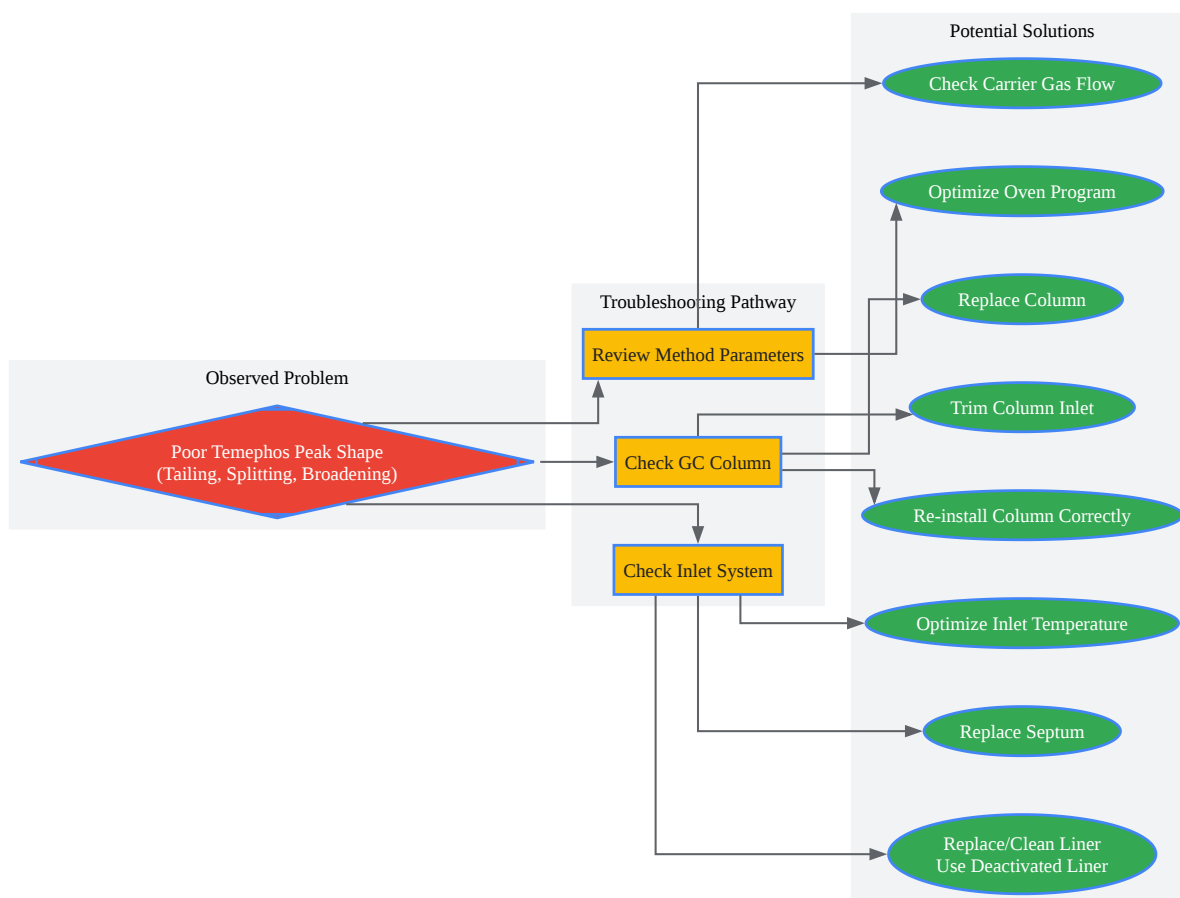 Observed Problem
Poor Temephos Peak Shape
(Tailing, Splitting, Broadening)
Troubleshooting Pathway
Review Method Parameters
Check GC Column
Check Inlet System
Potential Solutions
Check Carrier Gas Flow
Optimize Oven Program
Replace Column
Trim Column Inlet
Re-install Column Correctly
Optimize Inlet Temperature
Replace Septum
Replace/Clean Liner
Use Deactivated Liner